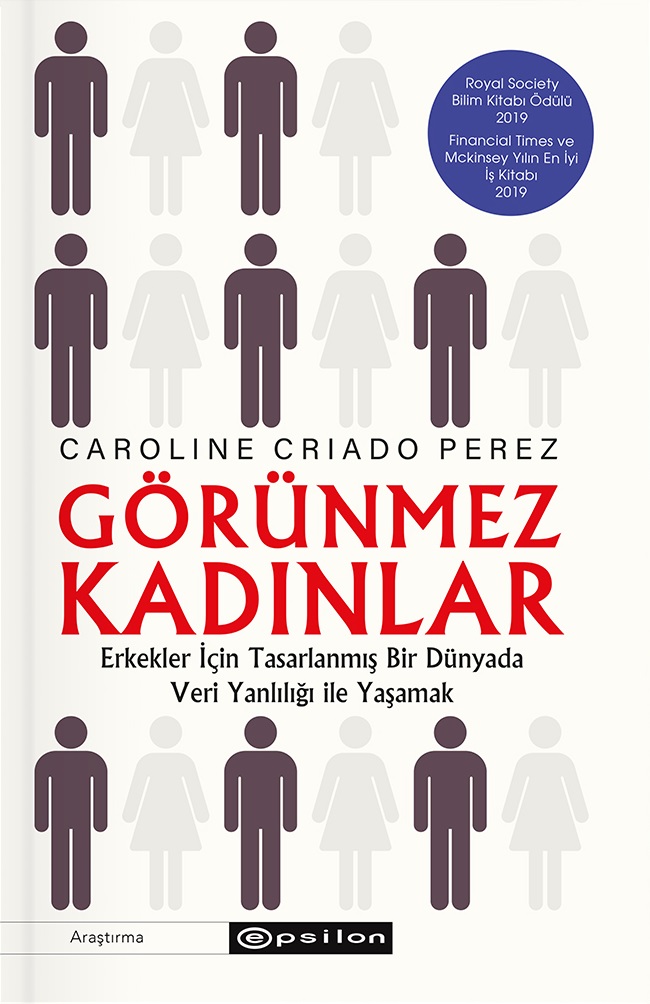 Royal Society
Bilim Kitabı Ödülü
2019
Financial Times ve
Mckinsey Yılın En İyi
İş Kitabı
2019
CAROLINE CRIADO PEREZ
GÖRÜNMEZ
KADINLAR
Erkekler İçin Tasarlanmış Bir Dünyada
Veri Yanlılığı ile Yaşamak
Araştırma
epsilon